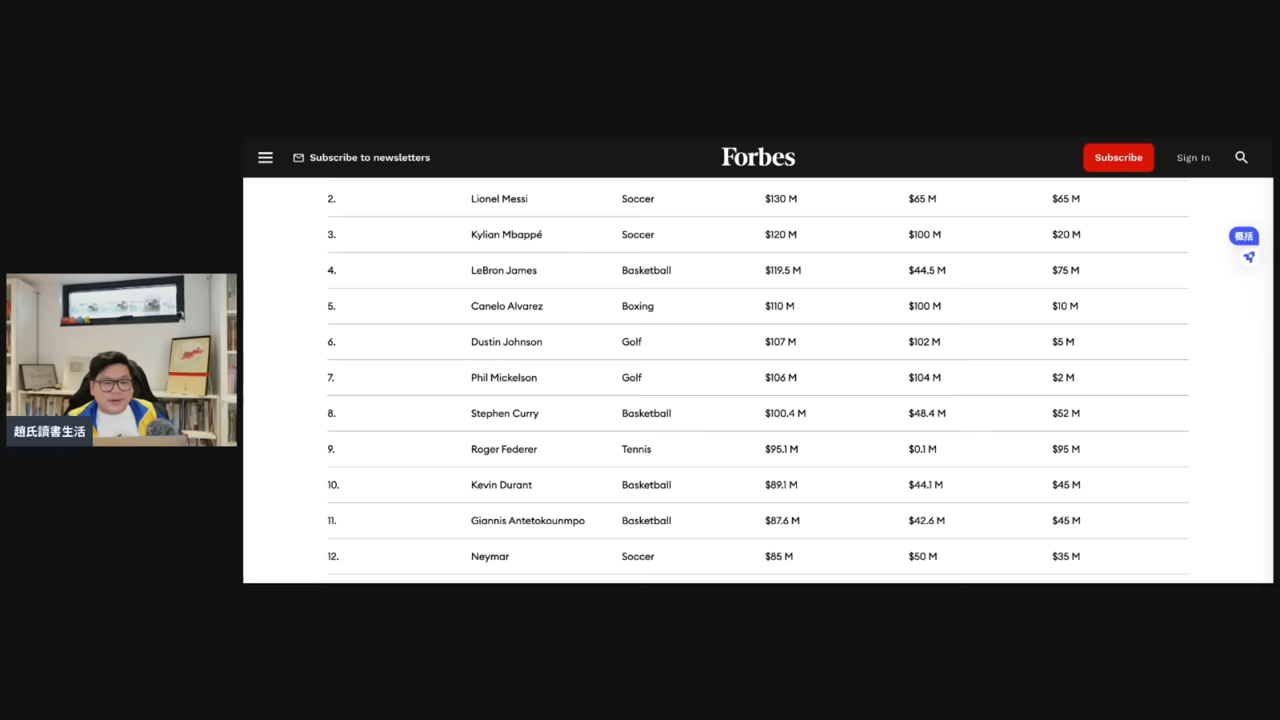 Subscribe to newsletters
Forbes
Subscribe
Sign In
2. Lionel Messi Soccer $130 M $65 M $65 M
3. Kylian Mbappé Soccer $120 M $100 M $20 M
4. LeBron James Basketball $119.5 M $44.5 M $75 M
5. Canelo Alvarez Boxing $110 M $100 M $10 M
6. Dustin Johnson Golf $107 M $102 M $5 M
7. Phil Mickelson Golf $106 M $104 M $2 M
8. Stephen Curry Basketball $100.4 M $48.4 M $52 M
9. Roger Federer Tennis $95.1 M $0.1 M $95 M
10. Kevin Durant Basketball $89.1 M $44.1 M $45 M
11. Giannis Antetokounmpo Basketball $87.6 M $42.6 M $45 M
12. Neymar Soccer $85 M $50 M $35 M
概括
趙氏讀書生活